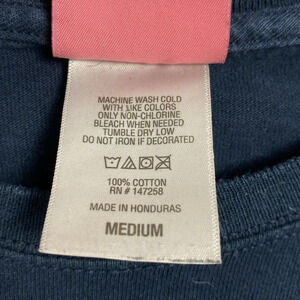 MACHINE WASH COLD
WITH LIKE COLORS
ONLY NON-CHLORINE
BLEACH WHEN NEEDED
TUMBLE DRY LOW
DO NOT IRON IF DECORATED
100% COTTON
RN # 147258
MADE IN HONDURAS
MEDIUM